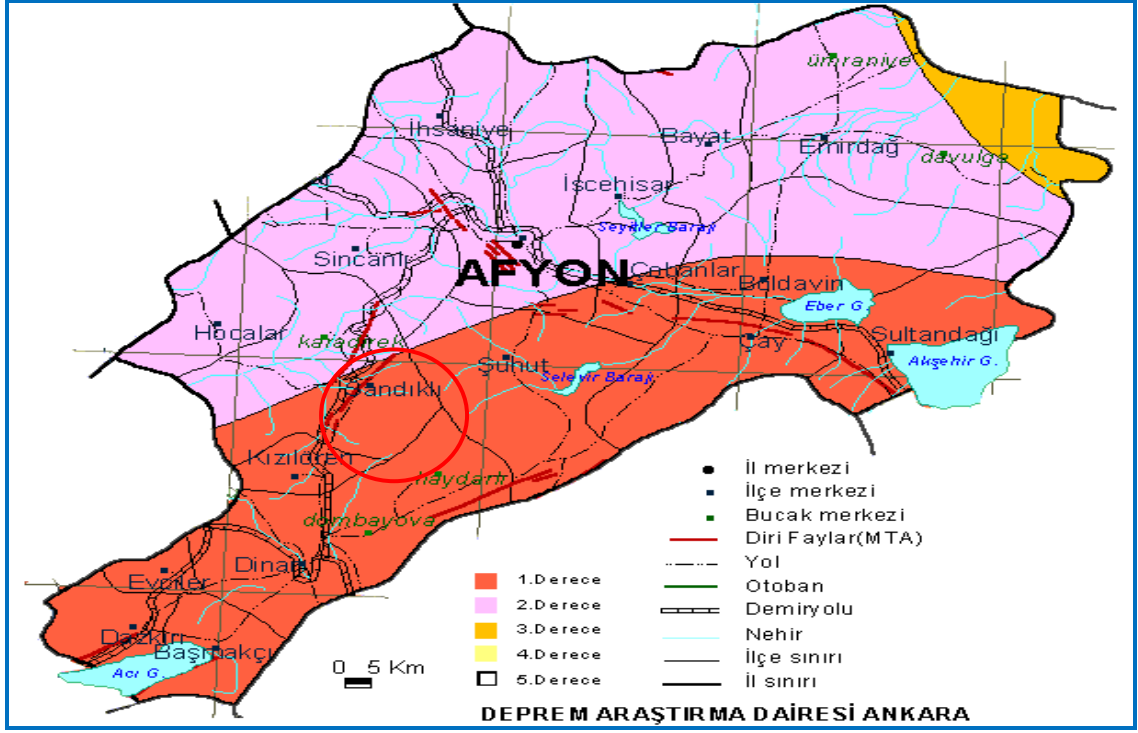 ümraniye
İhsaniye
Bayat
Emirdağ
davulga
İscehisar
Seyitler Barajı
Sincanlı
AFYON
Çobanlar
Boldavin
Eber G.
Hocalar
karadirek
Sultandağı
Çay
Akşehir G.
Şuhut
Selevir Barajı
Sandıklı
Kızılören
haydarlı
dombayova
Dinar
Evciler
Dazkırı
Başmakçı
Acı G.
0 5 Km
1.Derece
2.Derece
3.Derece
4.Derece
5.Derece
İl merkezi
İlçe merkezi
Bucak merkezi
Diri Faylar(MTA)
Yol
Otoban
Demiryolu
Nehir
İlçe sınırı
İl sınırı
DEPREM ARAŞTIRMA DAİRESİ ANKARA